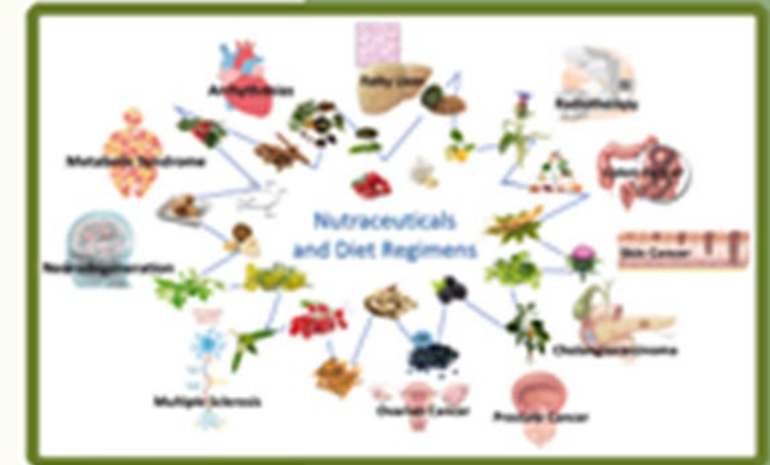 Arrhythmias
Fatty Liver
Radiotherapy
Metabolic Syndrome
Skin Cancer
Nutraceuticals
and Diet Regimens
Neurodegeneration
Cholangiocarcinoma
Multiple Sclerosis
Ovarian Cancer
Prostate Cancer